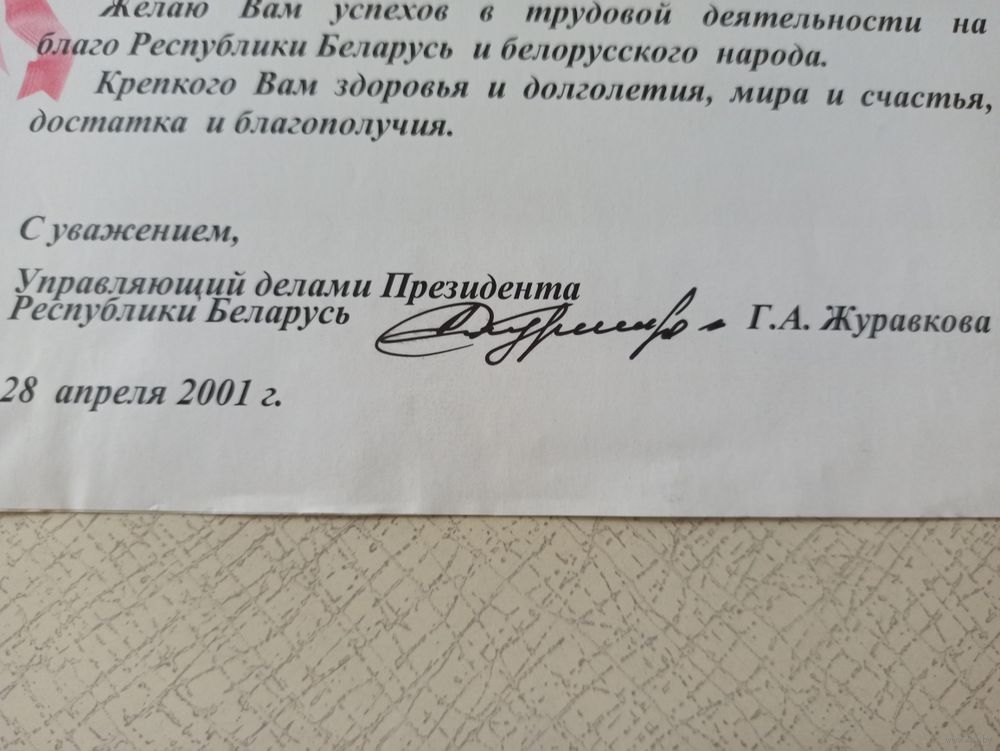 Желаю Вам успехов в трудовой деятельности на
благо Республики Беларусь и белорусского народа.
Крепкого Вам здоровья и долголетия, мира и счастья,
достатка и благополучия.
С уважением,
Управляющий делами Президента
Республики Беларусь Г.А. Журавкова
28 апреля 2001 г.